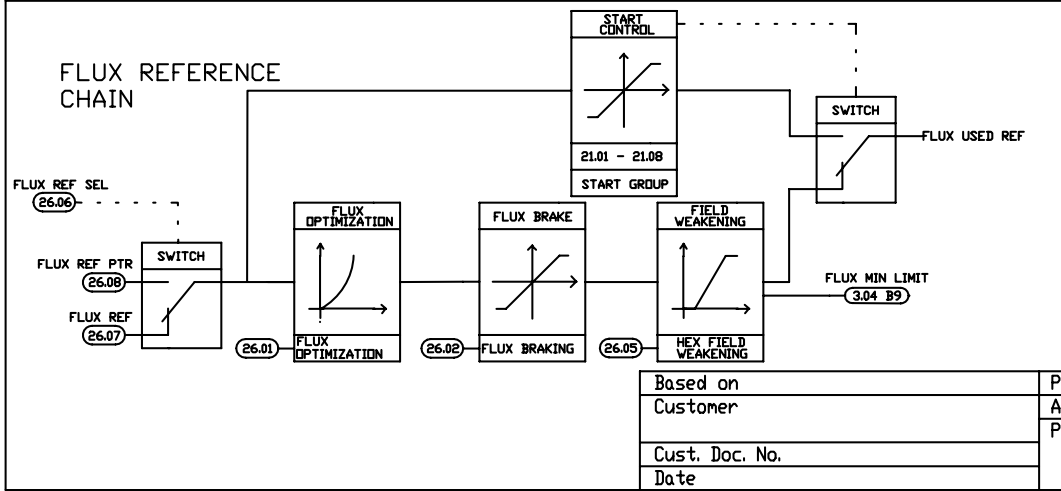 FLUX REFERENCE
CHAIN
START
CONTROL
21.01 - 21.08
START GROUP
SWITCH
FLUX USED REF
FLUX REF SEL
26.06
FLUX REF PTR
26.08
FLUX REF
26.07
SWITCH
FLUX
OPTIMIZATION
26.01
FLUX
OPTIMIZATION
FLUX BRAKE
26.02
FLUX BRAKING
FIELD
WEAKENING
26.05
HEX FIELD
WEAKENING
FLUX MIN LIMIT
3.04 B9
Based on
P
Customer
A
P
Cust. Doc. No.
Date